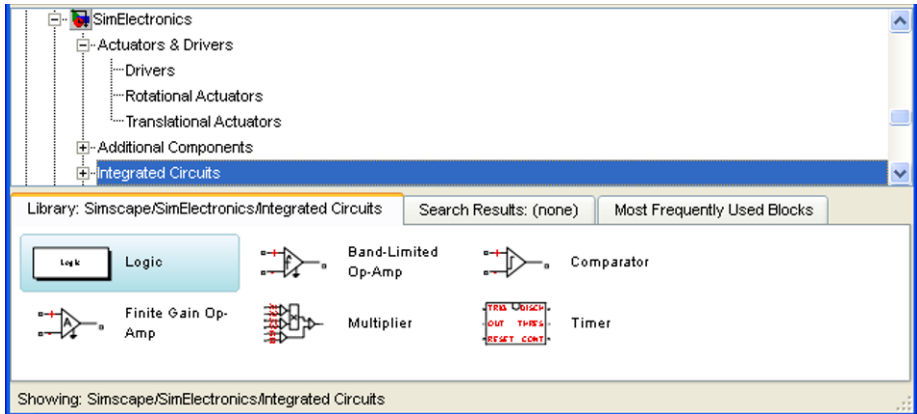 SimElectronics
Actuators & Drivers
Drivers
Rotational Actuators
Translational Actuators
Additional Components
Integrated Circuits
Library: Simscape/SimElectronics/Integrated Circuits
Search Results: (none)
Most Frequently Used Blocks
Logic
Logic
Band-Limited
Op-Amp
Comparator
Finite Gain Op-
Amp
Multiplier
TRIG DISCH
OUT THRES
RESET CONT
Timer
Showing: Simscape/SimElectronics/Integrated Circuits